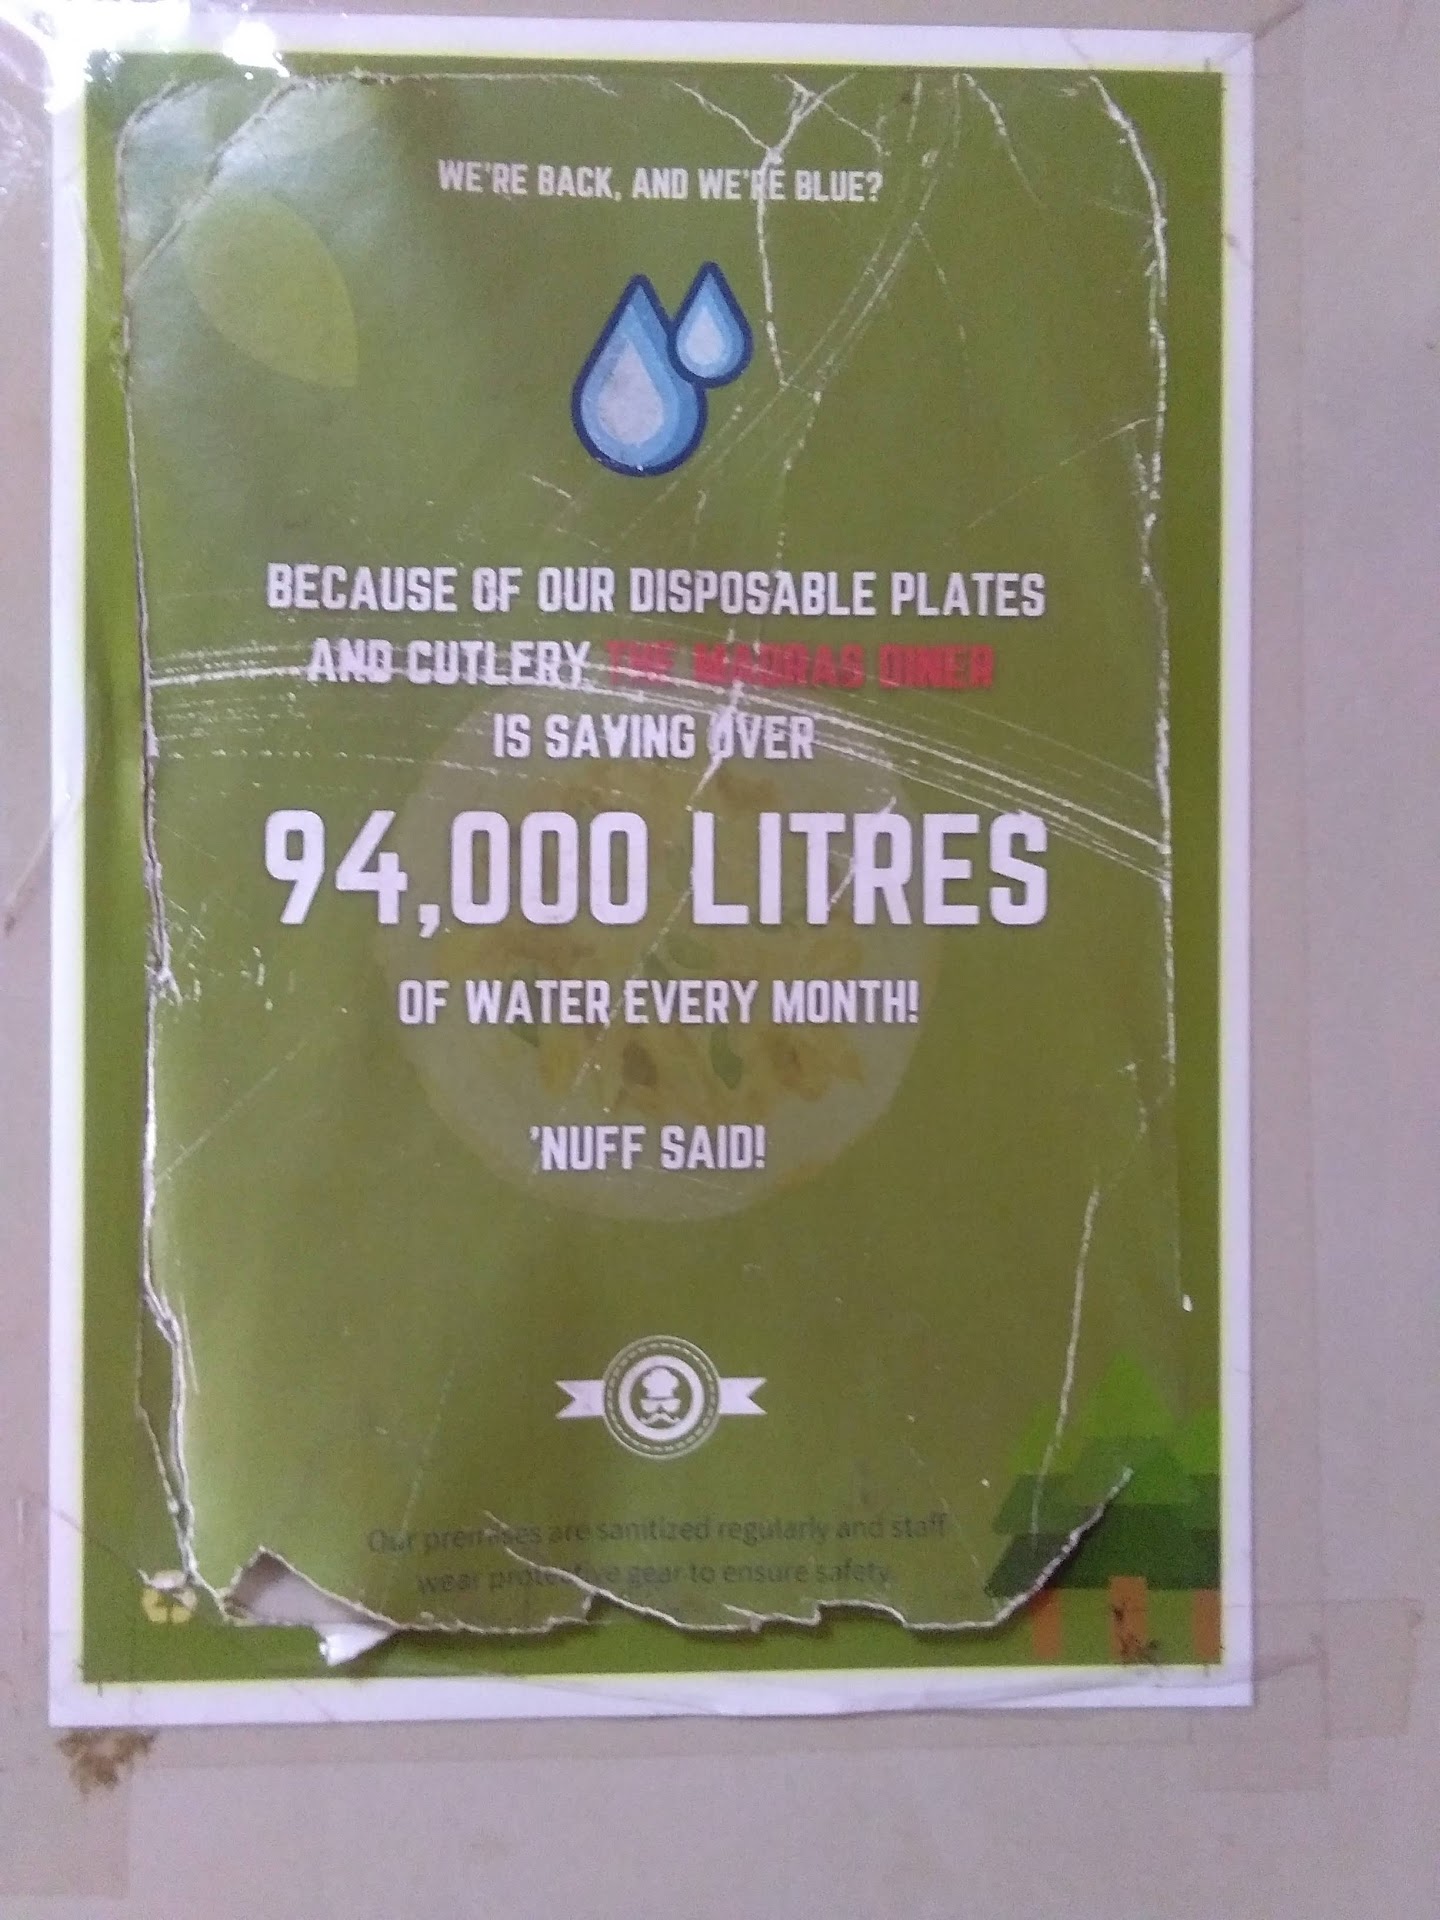 WE'RE BACK, AND WE'RE BLUE?
BECAUSE OF OUR DISPOSABLE PLATES
AND CUTLERY, THE MADRAS DINER
IS SAVING OVER
94,000 LITRES
OF WATER EVERY MONTH!
'NUFF SAID!
Our premises are sanitized regularly and staff
wear protective gear to ensure safety